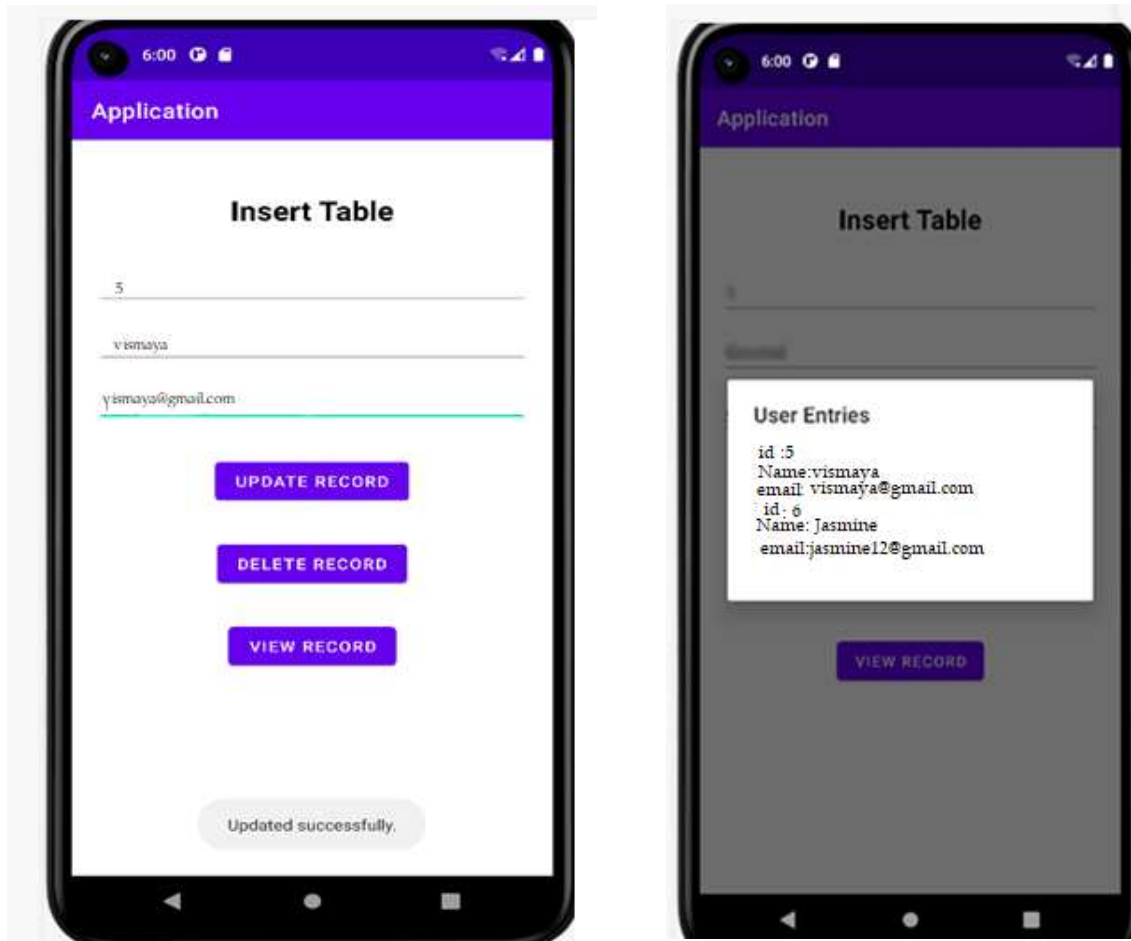 6:00
Application
Insert Table
5
vismaya
vismaya@gmail.com
UPDATE RECORD
DELETE RECORD
VIEW RECORD
Updated successfully.
6:00
Application
Insert Table
User Entries
id :5
Name:vismaya
email: vismaya@gmail.com
id: 6
Name: Jasmine
email:jasmine12@gmail.com
VIEW RECORD